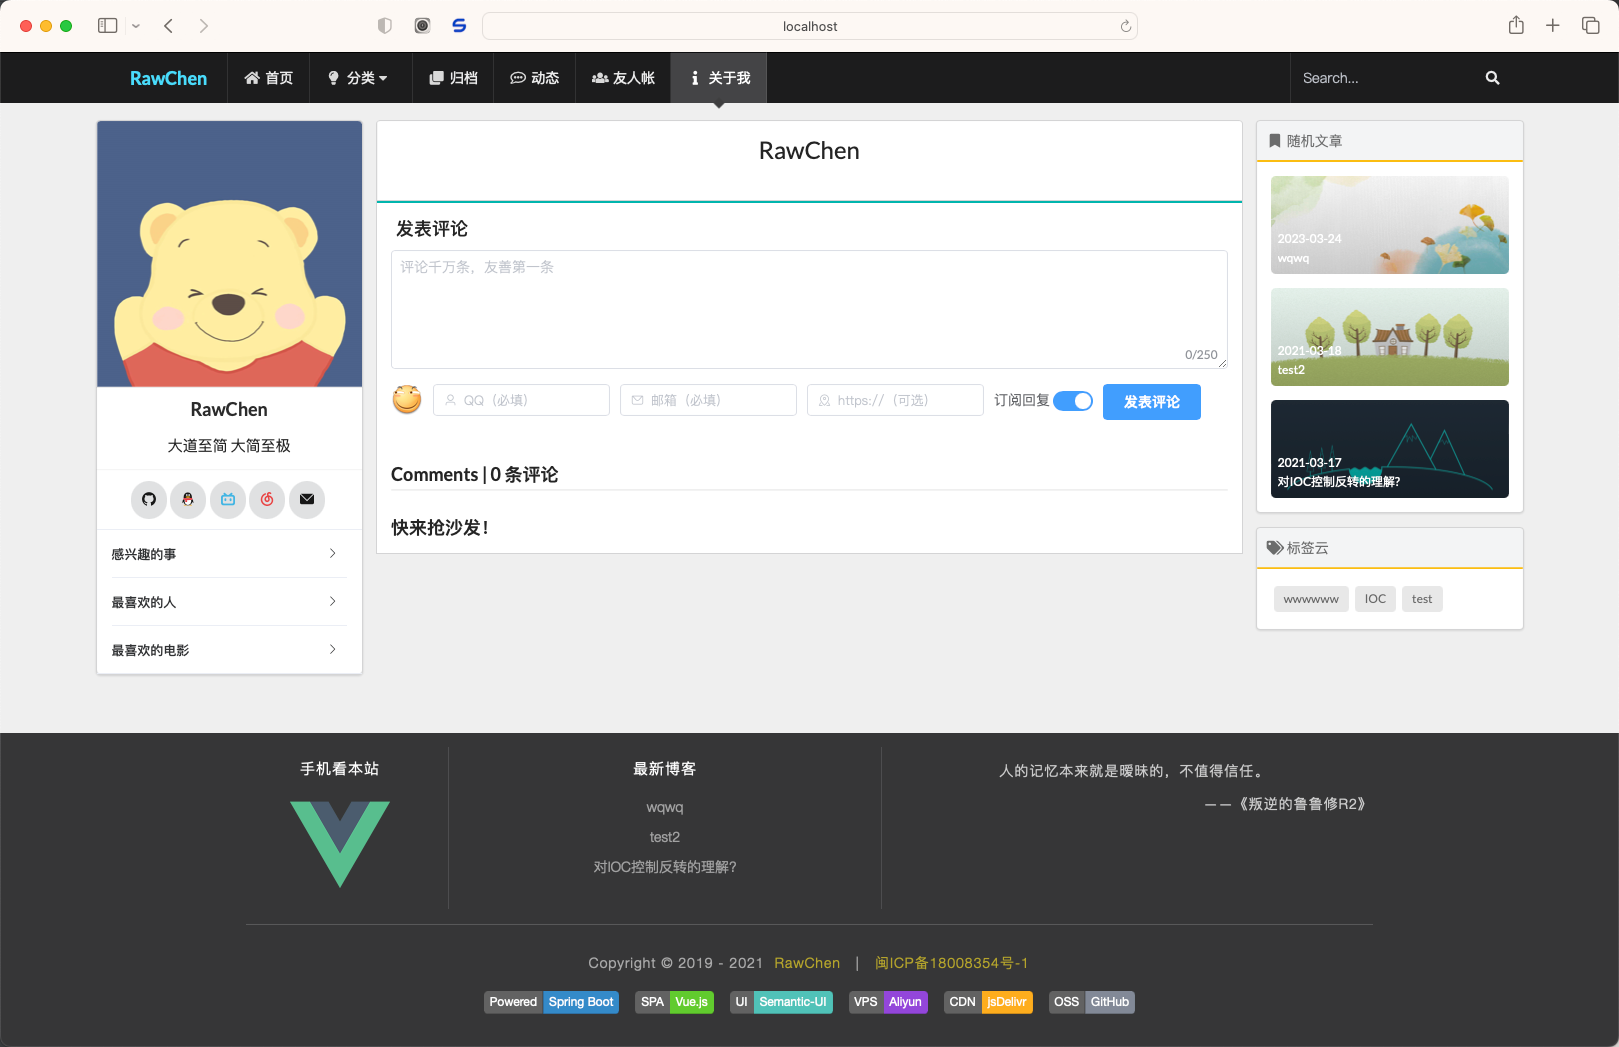 localhost
RawChen
首页
分类
归档
动态
友人帐
关于我
Search...
RawChen
大道至简 大简至极
感兴趣的事
最喜欢的人
最喜欢的电影
RawChen
发表评论
评论千万条，友善第一条
0/250
QQ（必填）
邮箱（必填）
https://（可选）
订阅回复
发表评论
Comments | 0 条评论
快来抢沙发！
随机文章
2023-03-24
wqwq
2021-03-18
test2
2021-03-17
对IOC控制反转的理解?
标签云
wwwwww
IOC
test
手机看本站
最新博客
wqwq
test2
对IOC控制反转的理解?
人的记忆本来就是暧昧的，不值得信任。
——《叛逆的鲁鲁修R2》
Copyright © 2019 - 2021 RawChen | 闽ICP备18008354号-1
Powered Spring Boot
SPA Vue.js
UI Semantic-UI
VPS Aliyun
CDN jsDelivr
OSS GitHub